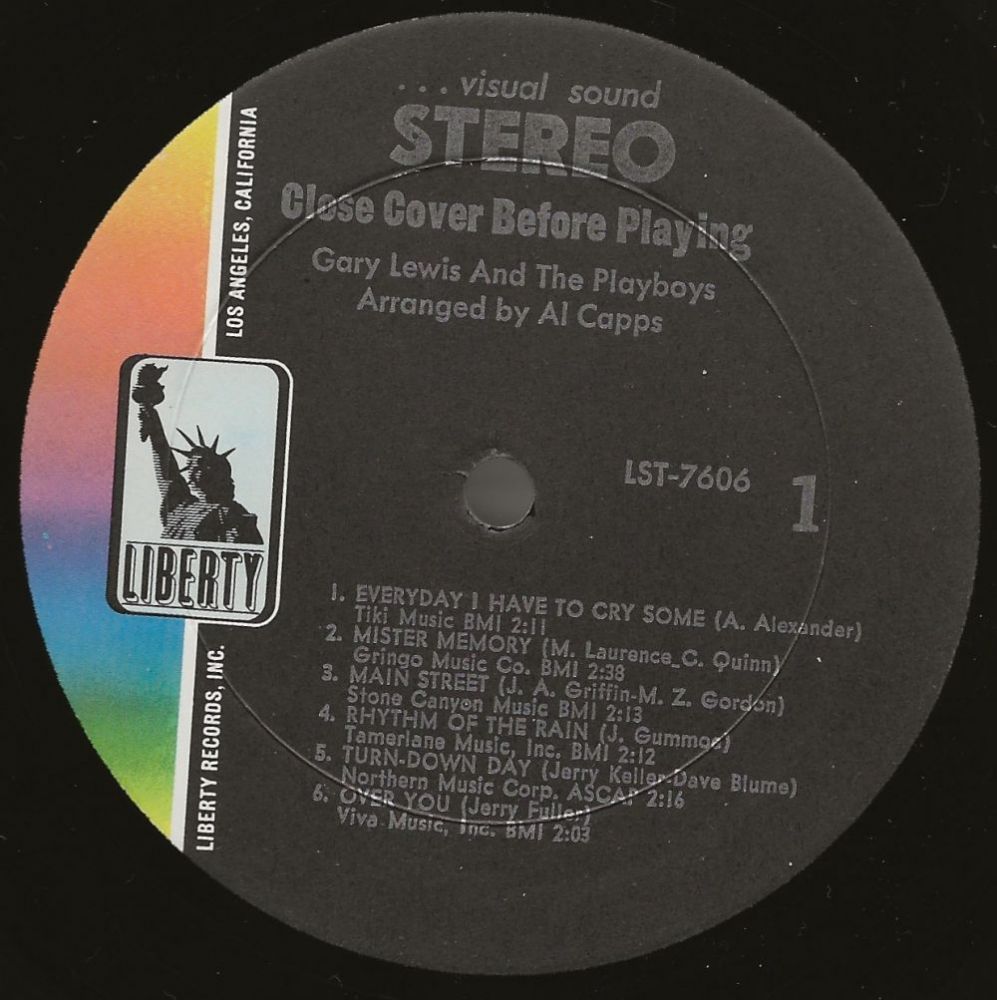 ...visual sound
STEREO
Close Cover Before Playing
Gary Lewis And The Playboys
Arranged by Al Capps
LOS ANGELES, CALIFORNIA
LIBERTY
LIBERTY RECORDS, INC.
LST-7606
1
1. EVERYDAY I HAVE TO CRY SOME (A. Alexander)
Tiki Music BMI 2:11
2. MISTER MEMORY (M. Laurence_C. Quinn)
Gringo Music Co. BMI 2:38
3. MAIN STREET (J. A. Griffin-M. Z. Gordon)
Stone Canyon Music BMI 2:13
4. RHYTHM OF THE RAIN (J. Gummoe)
Tamerlane Music, Inc. BMI 2:12
5. TURN-DOWN DAY (Jerry Keller-Dave Blume)
Northern Music Corp. ASCAP 2:16
6. OVER YOU (Jerry Fuller)
Viva Music, Inc. BMI 2:03